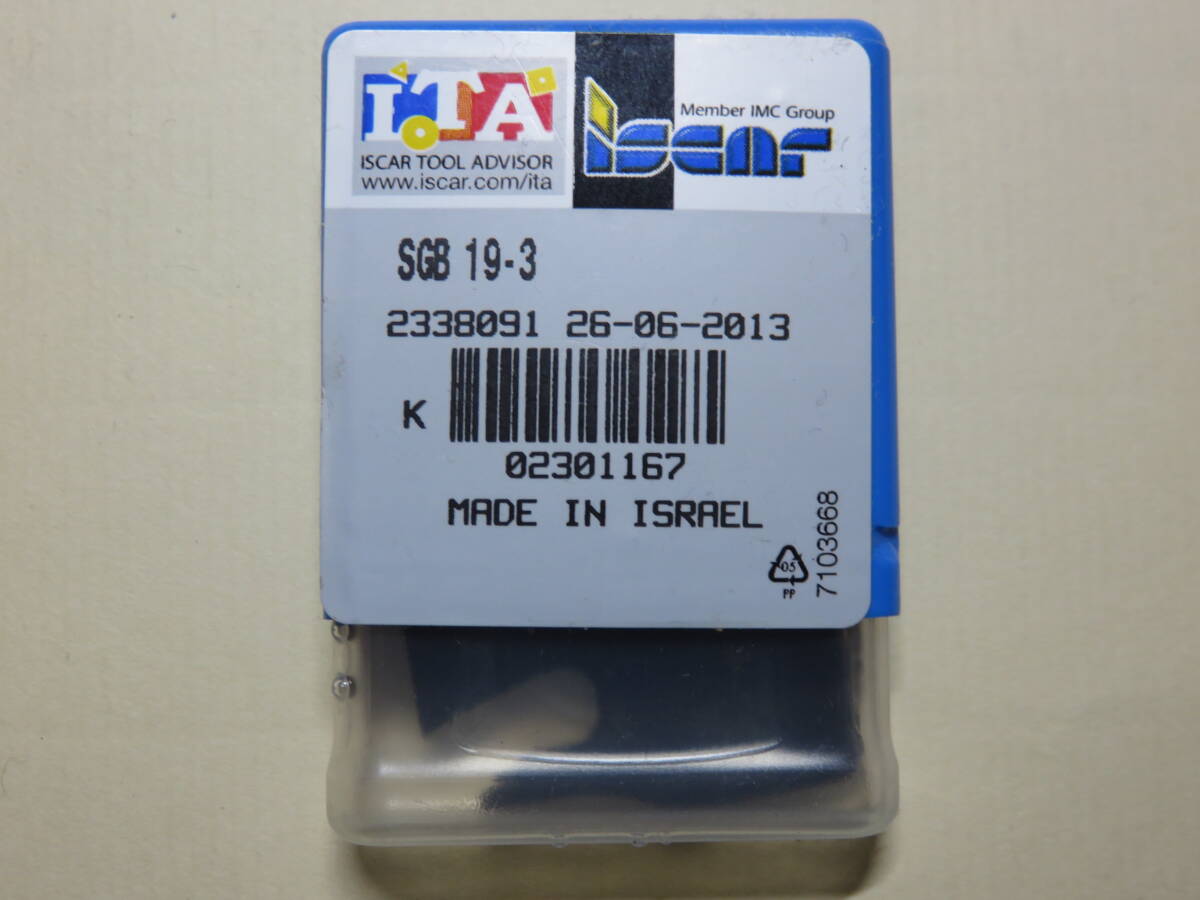 ITA
ISCAR TOOL ADVISOR
www.iscar.com/ita
Member IMC Group
iscar
SGB 19-3
2338091 26-06-2013
K
02301167
MADE IN ISRAEL
05
PP
7103668